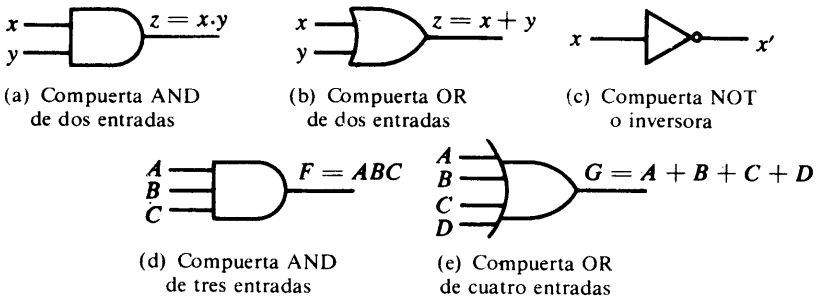 x
y
z = x.y
(a) Compuerta AND
de dos entradas
x
y
z = x + y
(b) Compuerta OR
de dos entradas
x
x′
(c) Compuerta NOT
o inversora
A
B
C
F = ABC
(d) Compuerta AND
de tres entradas
A
B
C
D
G = A + B + C + D
(e) Compuerta OR
de cuatro entradas